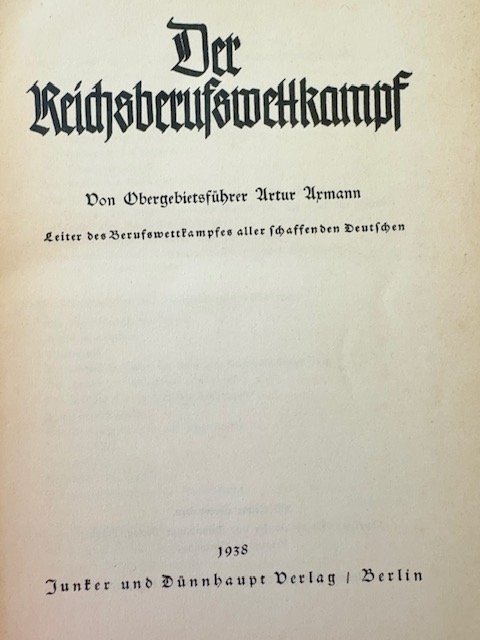 Der
Reichsberufswettkampf
Von Obergebietsführer Artur Axmann
Leiter des Berufswettkampfes aller schaffenden Deutschen
1938
Junker und Dünnhaupt Verlag / Berlin